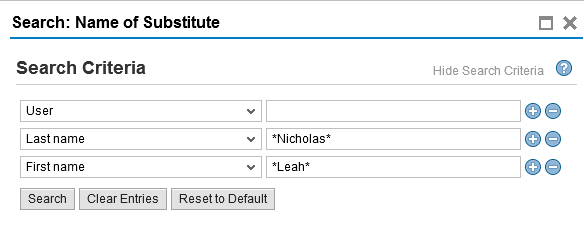 Search: Name of Substitute
Search Criteria
Hide Search Criteria
User
Last name *Nicholas*
First name *Leah*
Search Clear Entries Reset to Default